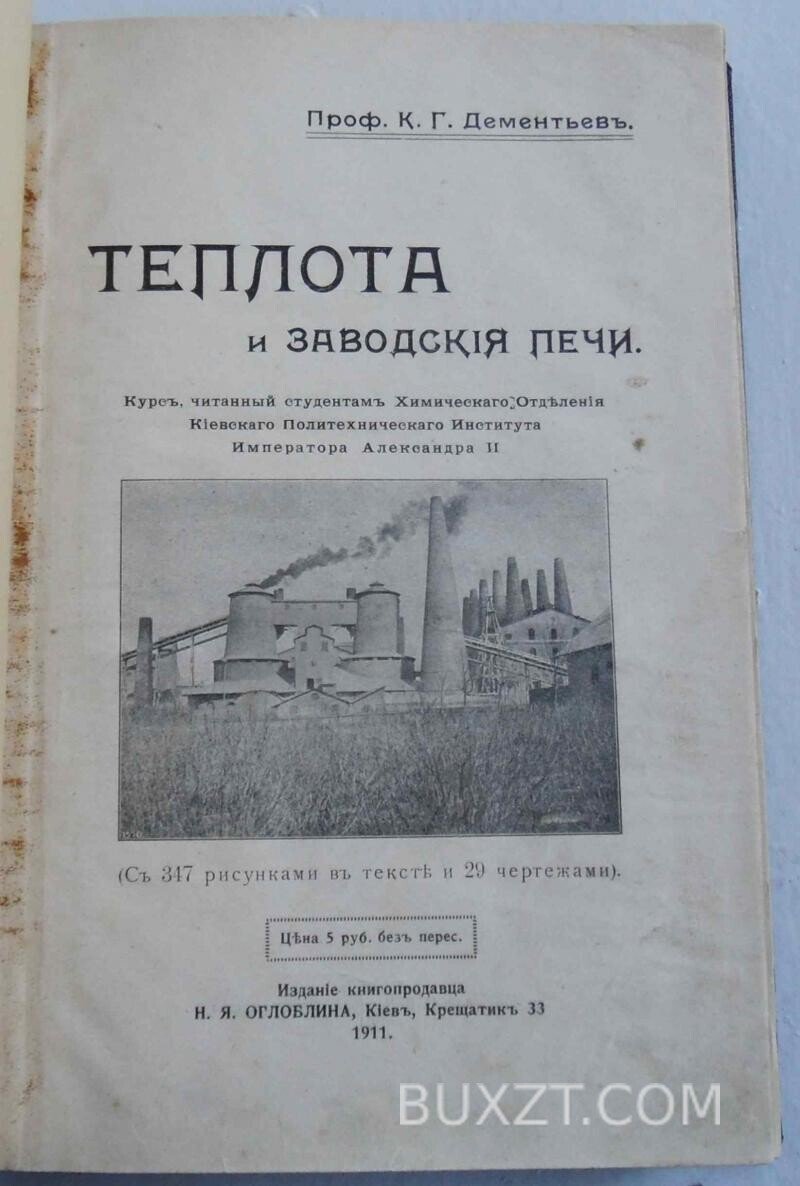 Проф. К. Г. Дементьевъ.
ТЕПЛОТА
и ЗАВОДСКІЯ ПЕЧИ.
Курсъ, читанный студентамъ Химическаго Отдѣленія
Кіевскаго Политехническаго Института
Императора Александра II
(Съ 347 рисунками въ текстѣ и 29 чертежами).
Цѣна 5 руб. безъ перес.
Изданіе книгопродавца
Н. Я. ОГЛОБЛИНА, Кіевъ, Крещатикъ 33
1911.
BUXZT.COM